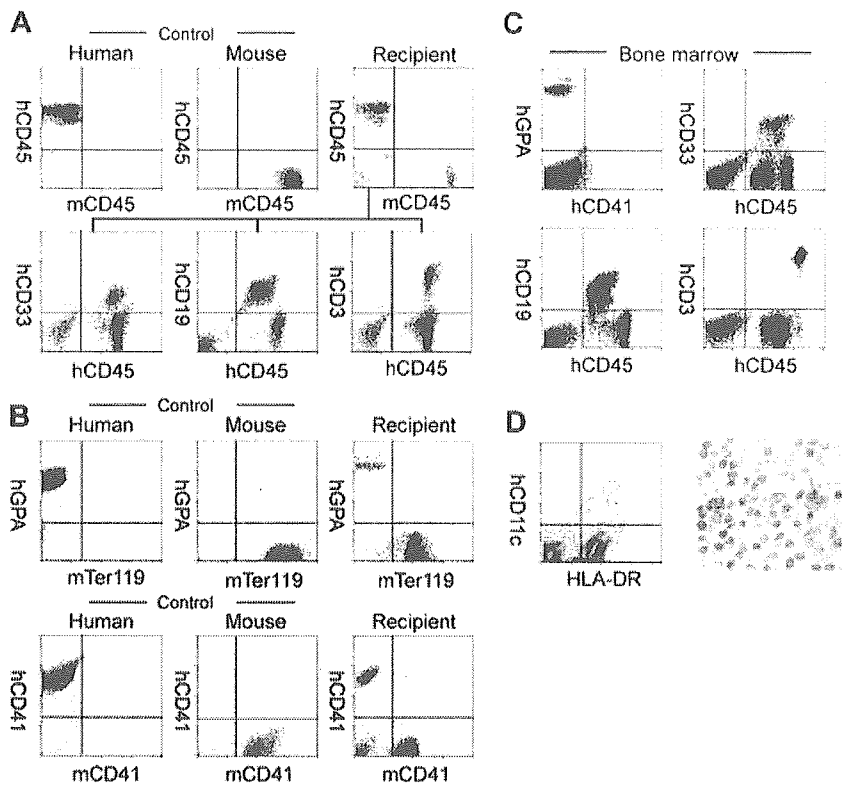 A
Control
Human Mouse Recipient
hCD45 hCD45 hCD45
mCD45 mCD45 mCD45
hCD33 hCD19 hCD3
hCD45 hCD45 hCD45
B
Control
Human Mouse Recipient
hGPA hGPA hGPA
mTer119 mTer119 mTer119
Control
Human Mouse Recipient
hCD41 hCD41 hCD41
mCD41 mCD41 mCD41
C
Bone marrow
hGPA hCD33
hCD41 hCD45
hCD19 hCD3
hCD45 hCD45
D
hCD11c
HLA-DR